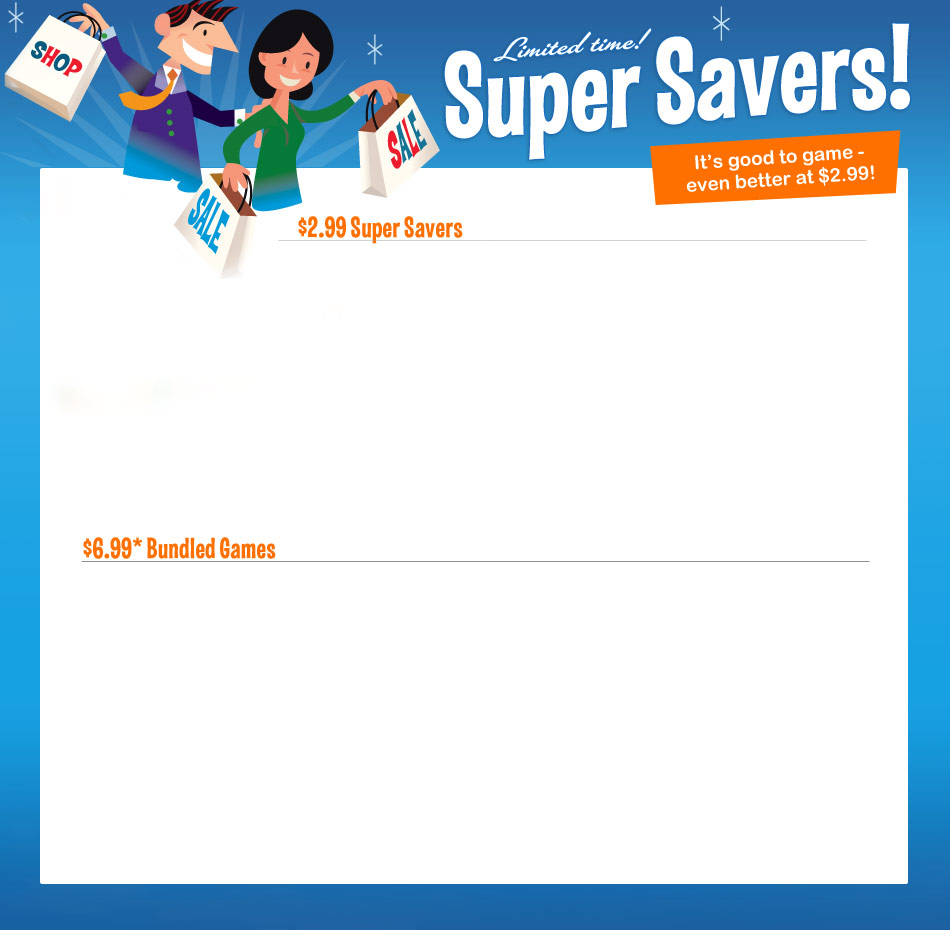 SHOP
Limited time!
Super Savers!
SALE
It's good to game -
even better at $2.99!
SALE
$2.99 Super Savers
$6.99* Bundled Games